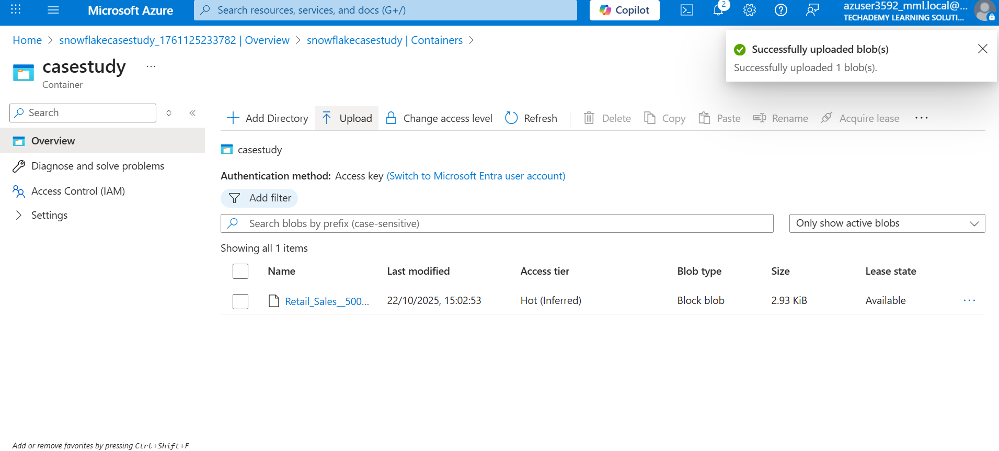 Microsoft Azure
Search resources, services, and docs (G+/)
Copilot
2
azuser3592_mml.local@...
TECHADEMY LEARNING SOLUTI...
Home > snowflakecasestudy_1761125233782 | Overview > snowflakecasestudy | Containers >
Successfully uploaded blob(s)
Successfully uploaded 1 blob(s).
casestudy ...
Container
Search
Add Directory Upload Change access level Refresh Delete Copy Paste Rename Acquire lease ...
Overview
Diagnose and solve problems
Access Control (IAM)
Settings
casestudy
Authentication method: Access key (Switch to Microsoft Entra user account)
Add filter
Search blobs by prefix (case-sensitive)
Only show active blobs
Showing all 1 items
Name Last modified Access tier Blob type Size Lease state
Retail_Sales__500... 22/10/2025, 15:02:53 Hot (Inferred) Block blob 2.93 KiB Available ...
Add or remove favorites by pressing Ctrl+Shift+F